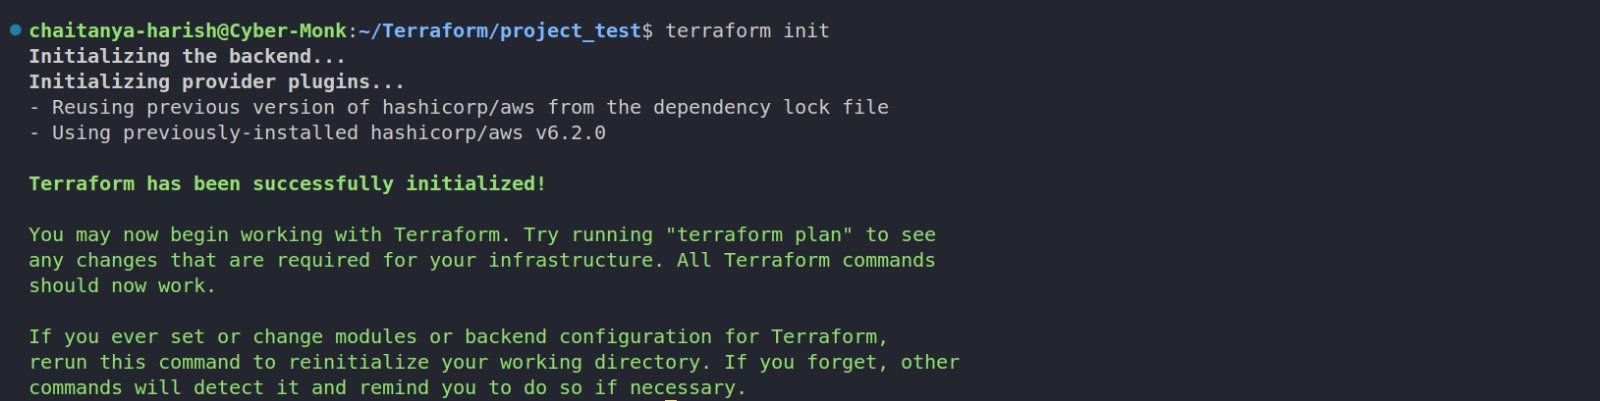 chaitanya-harish@Cyber-Monk:~/Terraform/project_test$ terraform init
Initializing the backend...
Initializing provider plugins...
- Reusing previous version of hashicorp/aws from the dependency lock file
- Using previously-installed hashicorp/aws v6.2.0
Terraform has been successfully initialized!
You may now begin working with Terraform. Try running "terraform plan" to see
any changes that are required for your infrastructure. All Terraform commands
should now work.
If you ever set or change modules or backend configuration for Terraform,
rerun this command to reinitialize your working directory. If you forget, other
commands will detect it and remind you to do so if necessary.